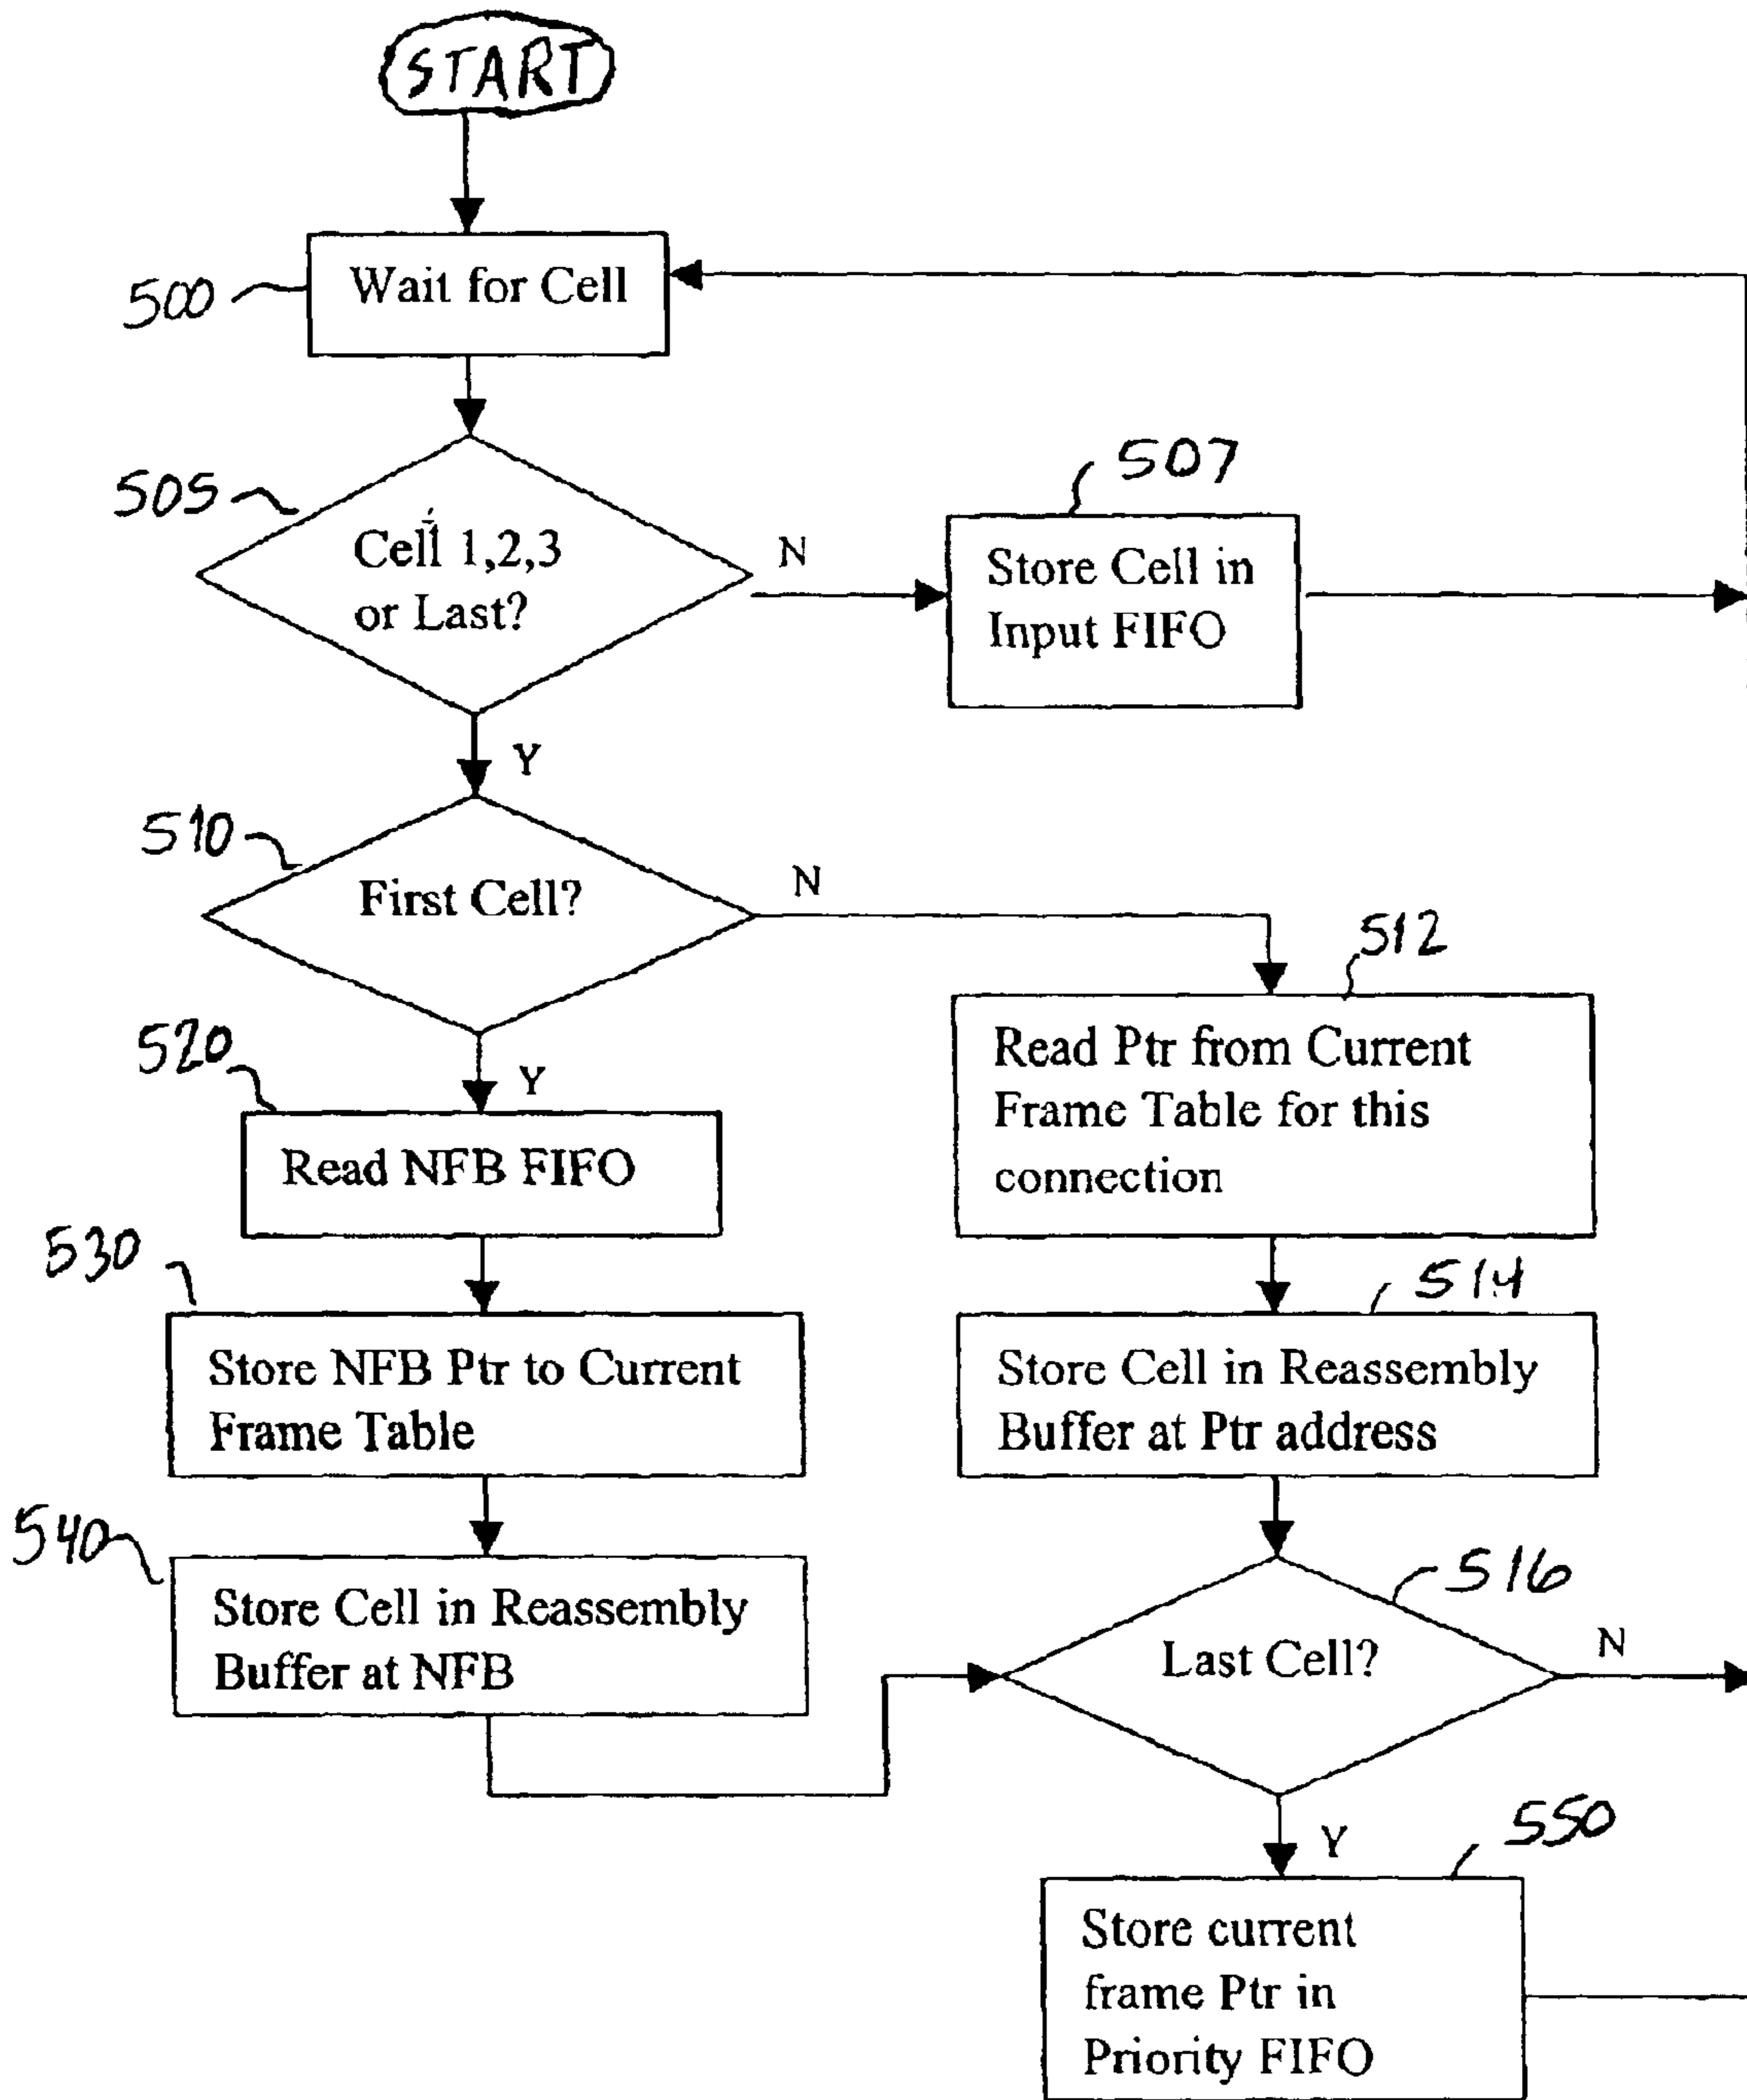 START
500
Wait for Cell
505
Cell 1,2,3
or Last?
N
507
Store Cell in
Input FIFO
Y
510
First Cell?
N
512
Read Ptr from Current
Frame Table for this
connection
Y
520
Read NFB FIFO
530
Store NFB Ptr to Current
Frame Table
514
Store Cell in Reassembly
Buffer at Ptr address
540
Store Cell in Reassembly
Buffer at NFB
516
Last Cell?
N
Y
550
Store current
frame Ptr in
Priority FIFO